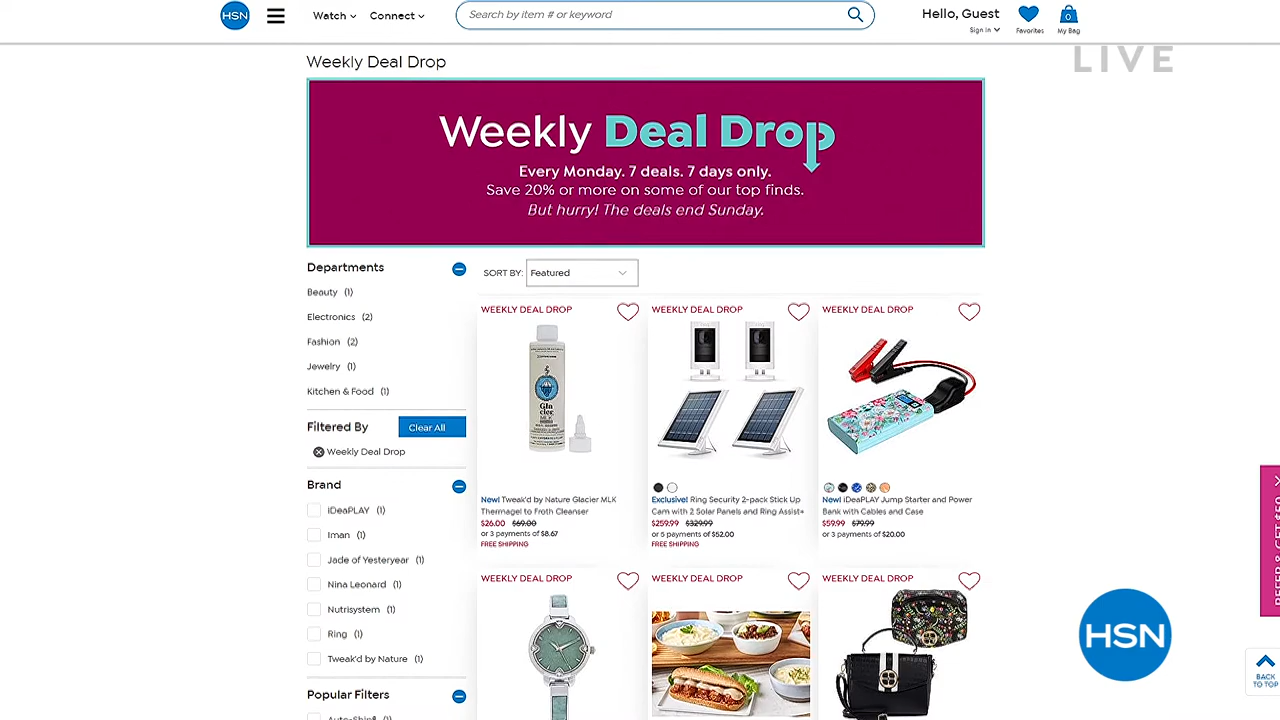 HSN
Watch
Connect
Search by item # or keyword
Hello, Guest
Sign In
Favorites
0
My Bag
LIVE
Weekly Deal Drop
Weekly Deal Drop
Every Monday. 7 deals. 7 days only.
Save 20% or more on some of our top finds.
But hurry! The deals end Sunday.
Departments
Beauty (1)
Electronics (2)
Fashion (2)
Jewelry (1)
Kitchen & Food (1)
Filtered By
Clear All
Weekly Deal Drop
Brand
iDeaPLAY (1)
Iman (1)
Jade of Yesteryear (1)
Nina Leonard (1)
Nutrisystem (1)
Ring (1)
Tweak'd by Nature (1)
Popular Filters
Auto-Ship® (1)
SORT BY: Featured
WEEKLY DEAL DROP
Glacier
MLK
New! Tweak'd by Nature Glacier MLK
Thermagel to Froth Cleanser
$26.00 $69.00
or 3 payments of $8.67
FREE SHIPPING
WEEKLY DEAL DROP
Exclusive! Ring Security 2-pack Stick Up
Cam with 2 Solar Panels and Ring Assist+
$259.99 $329.99
or 5 payments of $52.00
FREE SHIPPING
WEEKLY DEAL DROP
New! iDeaPLAY Jump Starter and Power
Bank with Cables and Case
$59.99 $79.99
or 3 payments of $20.00
WEEKLY DEAL DROP
WEEKLY DEAL DROP
WEEKLY DEAL DROP
REFER & GET $50
HSN
BACK
TO TOP